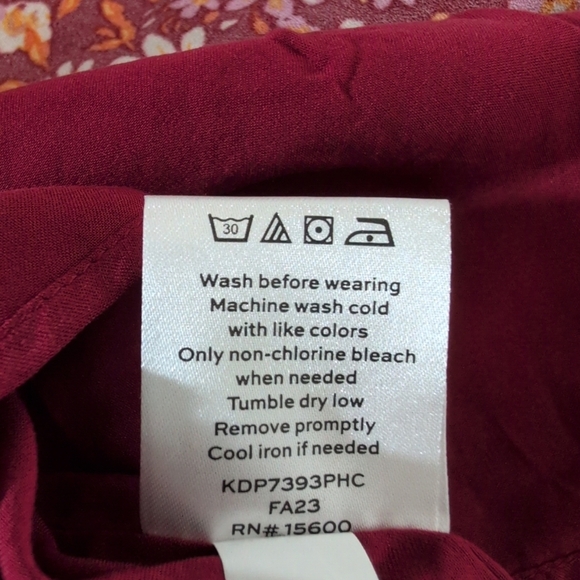 30
Wash before wearing
Machine wash cold
with like colors
Only non-chlorine bleach
when needed
Tumble dry low
Remove promptly
Cool iron if needed
KDP7393PHC
FA23
RN# 15600